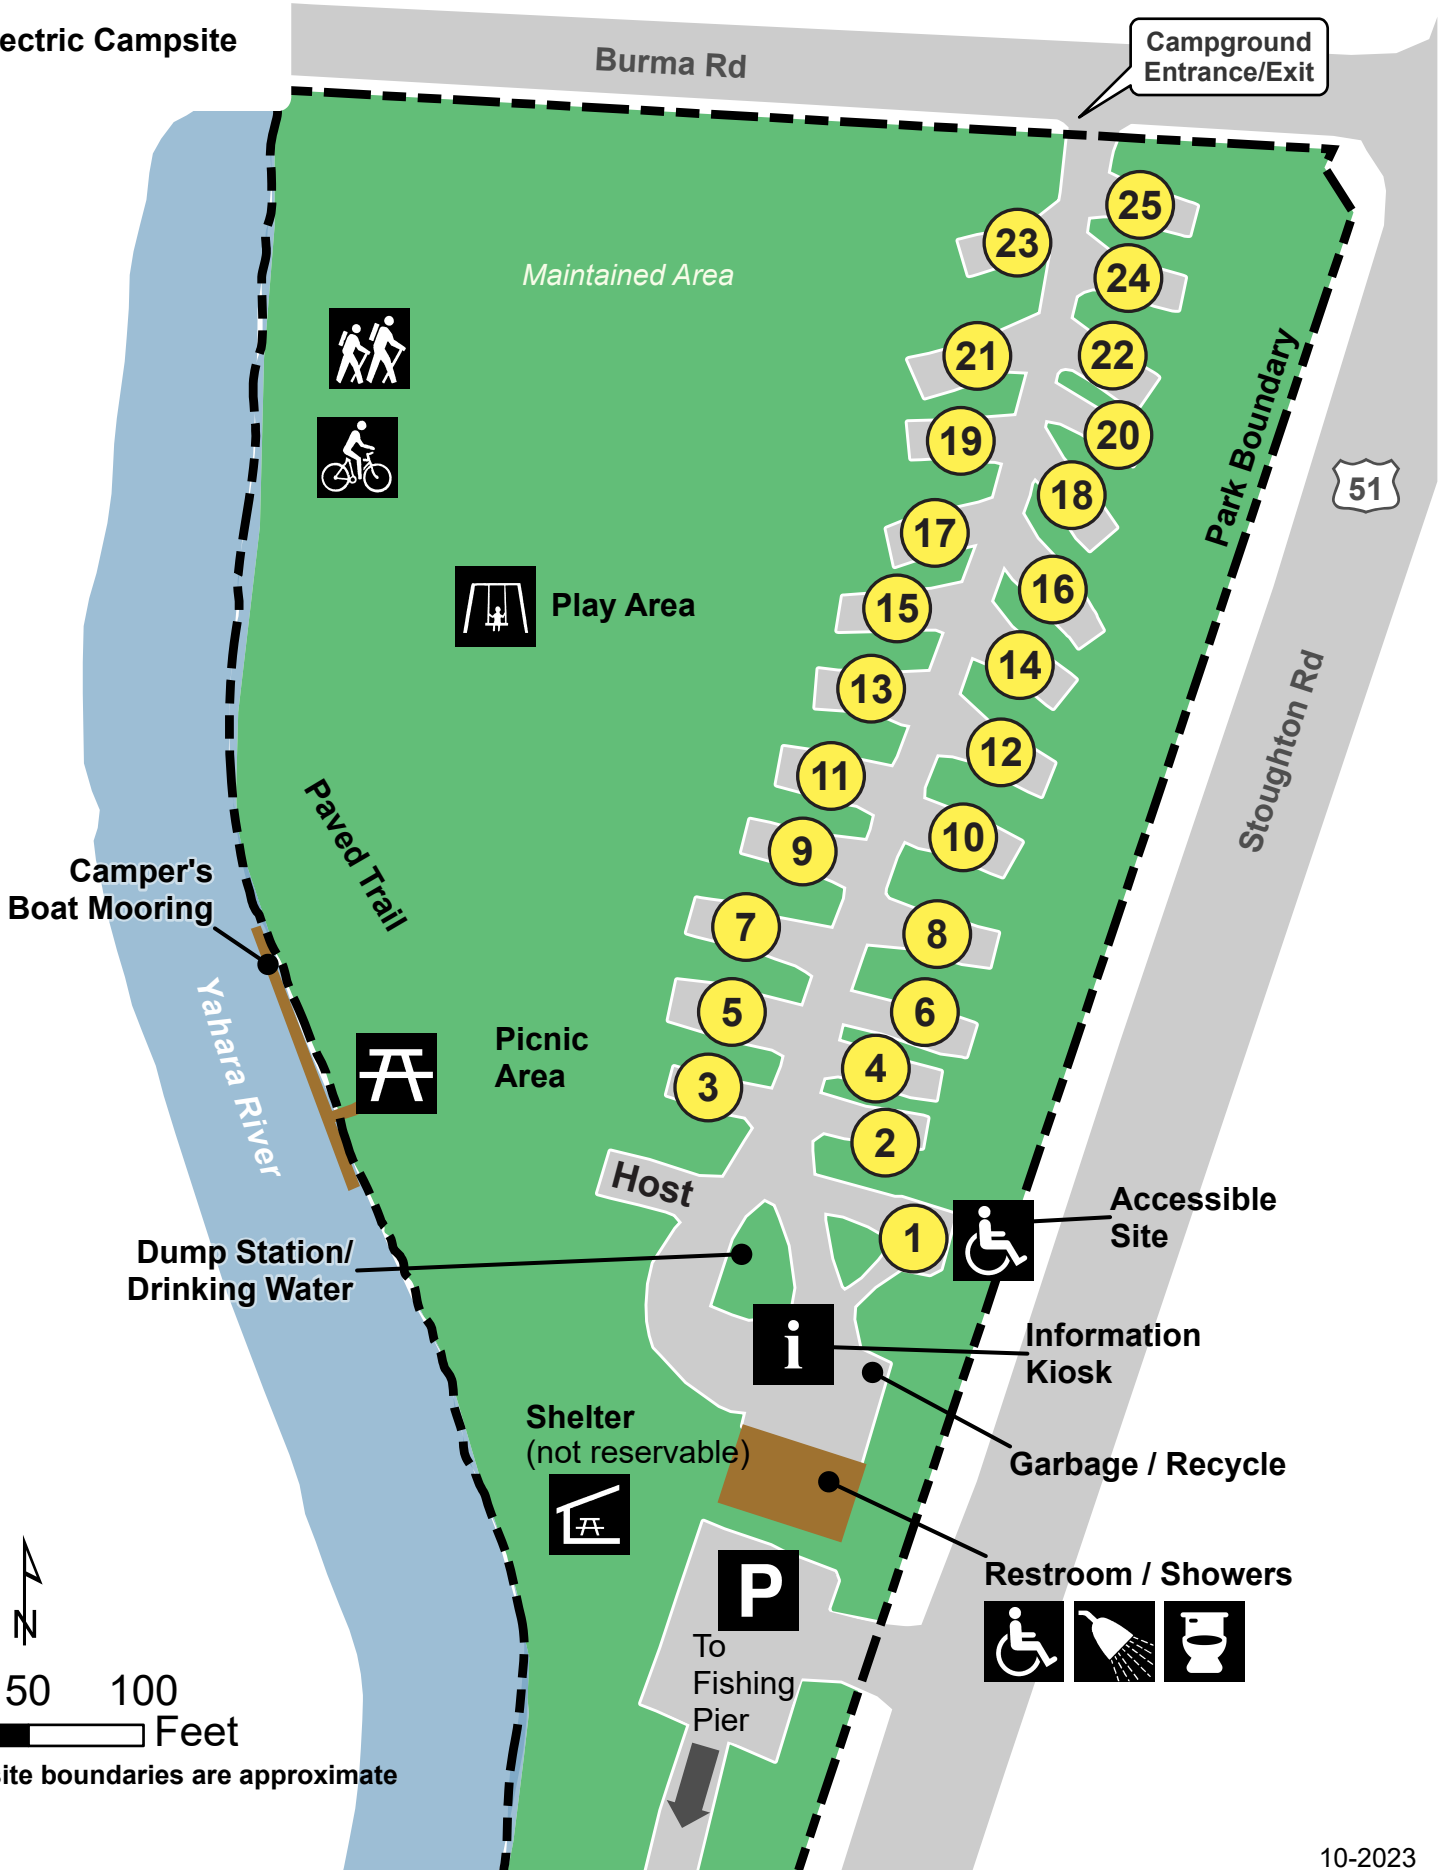 ectric Campsite
Burma Rd
Campground
Entrance/Exit
25
23
Maintained Area
24
21
22
19
20
Park Boundary
51
18
17
16
Play Area
15
14
13
Stoughton Rd
12
11
10
9
Paved Trail
Camper's
Boat Mooring
7
8
Yahara River
5
6
Picnic
Area
4
3
2
Host
Accessible
Site
1
Dump Station/
Drinking Water
i
Information
Kiosk
Shelter
(not reservable)
Garbage / Recycle
Restroom / Showers
P
N
To
Fishing
Pier
50 100
Feet
ite boundaries are approximate
10-2023